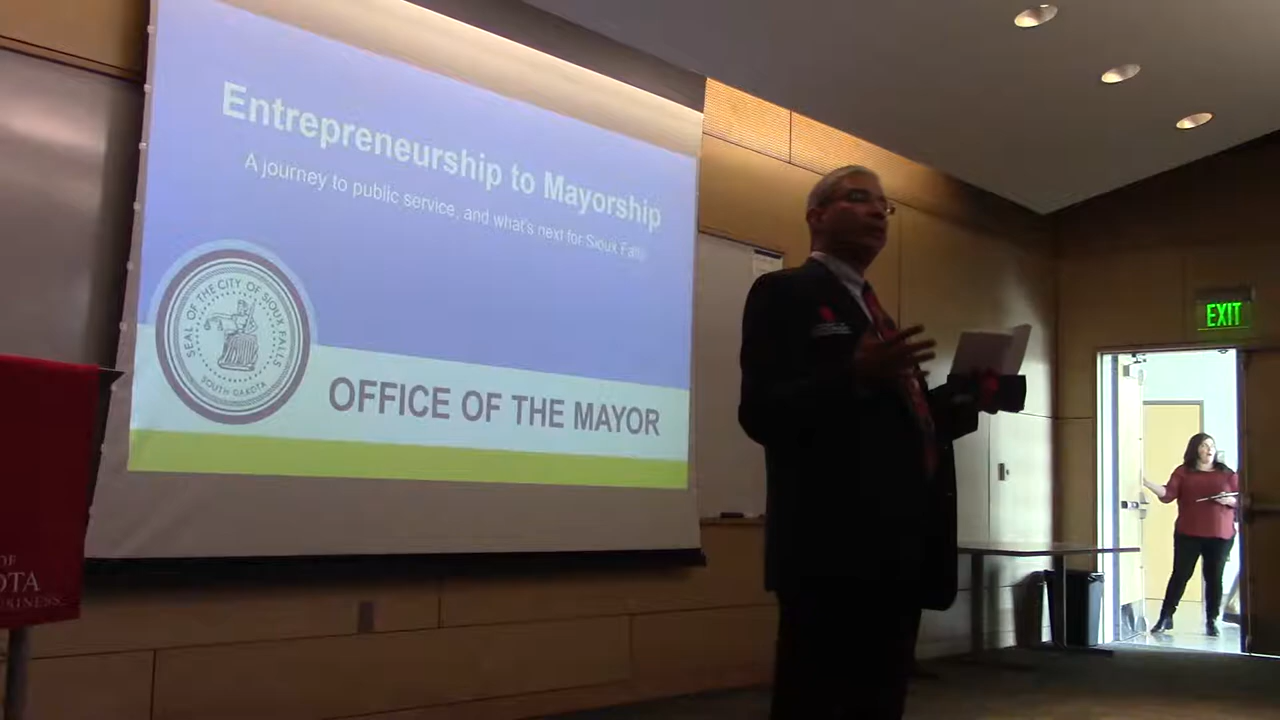 Entrepreneurship to Mayorship
A journey to public service, and what's next for Sioux Falls
SEAL OF THE CITY OF SIOUX FALLS
SOUTH DAKOTA
OFFICE OF THE MAYOR
EXIT
OF
OTA